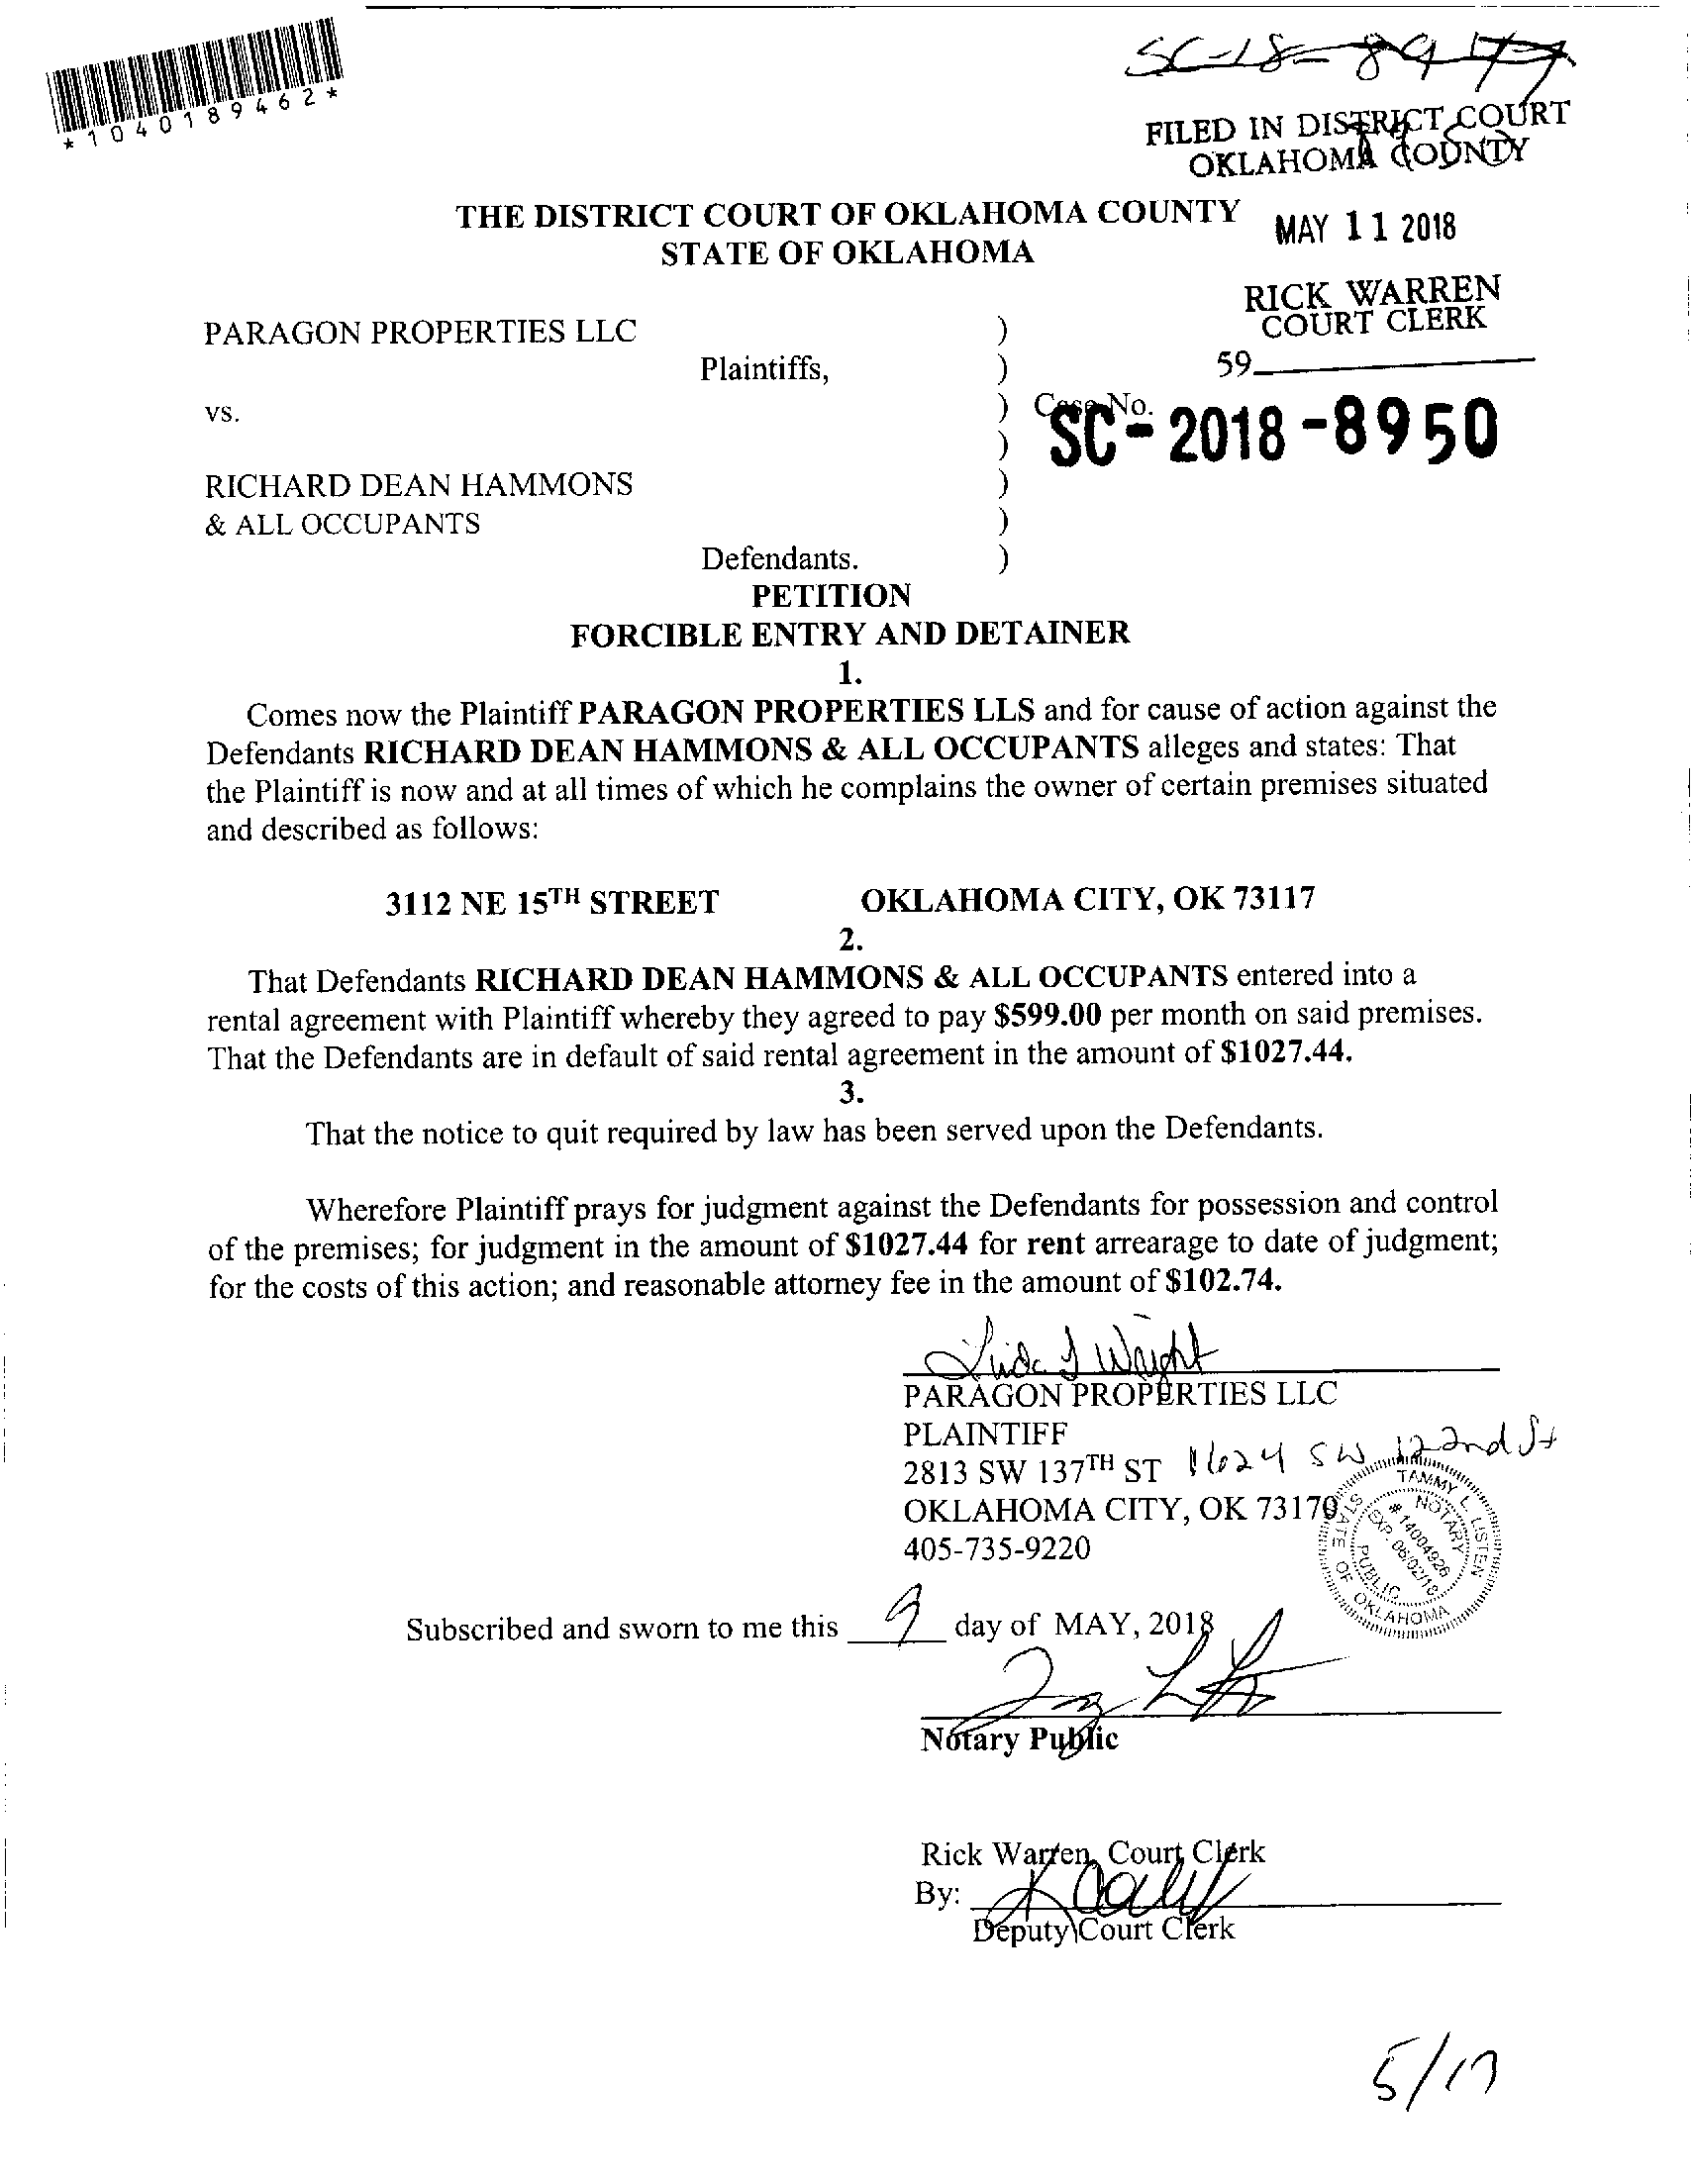 SC-18-8947
*1040189462*
FILED IN DISTRICT COURT
OKLAHOMA COUNTY
THE DISTRICT COURT OF OKLAHOMA COUNTY
STATE OF OKLAHOMA
MAY 11 2018
RICK WARREN
COURT CLERK
59
PARAGON PROPERTIES LLC )
Plaintiffs, )
vs. ) Case No.
) SC-2018-8950
RICHARD DEAN HAMMONS )
& ALL OCCUPANTS )
Defendants. )
PETITION
FORCIBLE ENTRY AND DETAINER
1.
Comes now the Plaintiff PARAGON PROPERTIES LLS and for cause of action against the
Defendants RICHARD DEAN HAMMONS & ALL OCCUPANTS alleges and states: That
the Plaintiff is now and at all times of which he complains the owner of certain premises situated
and described as follows:
3112 NE 15TH STREET OKLAHOMA CITY, OK 73117
2.
That Defendants RICHARD DEAN HAMMONS & ALL OCCUPANTS entered into a
rental agreement with Plaintiff whereby they agreed to pay $599.00 per month on said premises.
That the Defendants are in default of said rental agreement in the amount of $1027.44.
3.
That the notice to quit required by law has been served upon the Defendants.
Wherefore Plaintiff prays for judgment against the Defendants for possession and control
of the premises; for judgment in the amount of $1027.44 for rent arrearage to date of judgment;
for the costs of this action; and reasonable attorney fee in the amount of $102.74.
Linda J Wright
PARAGON PROPERTIES LLC
PLAINTIFF
2813 SW 137TH ST 1624 SW 122nd St
OKLAHOMA CITY, OK 73170
405-735-9220
TAMMY L. LISTEN
NOTARY
# 14004926
EXP. 06/02/18
PUBLIC
STATE OF OKLAHOMA
Subscribed and sworn to me this 9 day of MAY, 2018
Notary Public
Rick Warren, Court Clerk
By:
Deputy Court Clerk
5/17